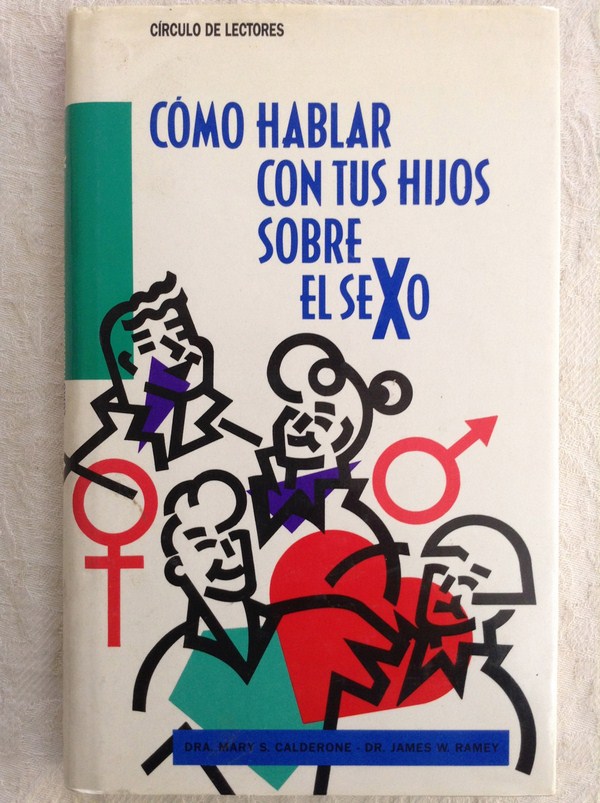 CÍRCULO DE LECTORES
CÓMO HABLAR
CON TUS HIJOS
SOBRE
EL SEXO
DRA. MARY S. CALDERONE - DR. JAMES W. RAMEY